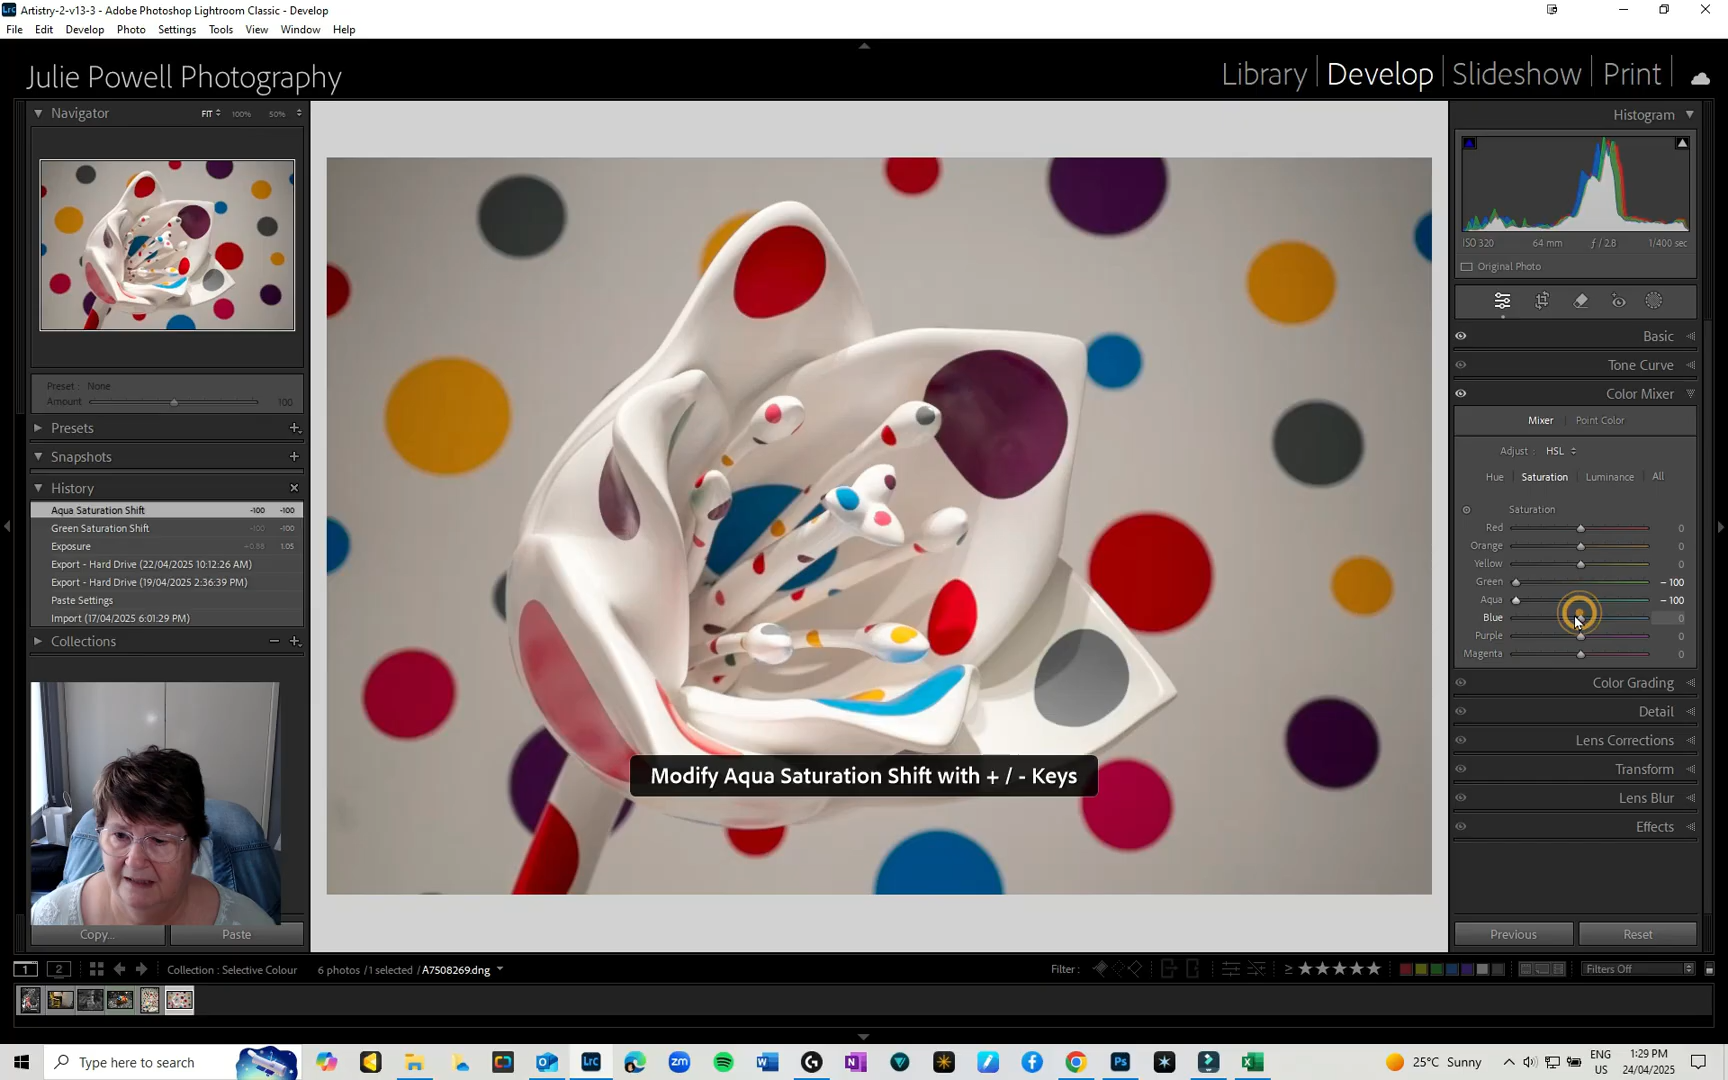 Artistry-2-v13-3 - Adobe Photoshop Lightroom Classic - Develop
File Edit Develop Photo Settings Tools View Window Help
Julie Powell Photography
Library Develop Slideshow Print
Navigator FIT 100% 50%
Histogram
ISO 320 64 mm ƒ / 2.8 1/400 sec
Original Photo
Basic
Tone Curve
Color Mixer
Mixer Point Color
Adjust : HSL
Hue Saturation Luminance All
Saturation
Red 0
Orange 0
Yellow 0
Green - 100
Aqua - 100
Blue 0
Purple 0
Magenta 0
Color Grading
Detail
Lens Corrections
Transform
Lens Blur
Effects
Previous Reset
Preset : None
Amount 100
Presets
Snapshots
History
Aqua Saturation Shift -100 -100
Green Saturation Shift -100 -100
Exposure +0.88 1.05
Export - Hard Drive (22/04/2025 10:12:26 AM)
Export - Hard Drive (19/04/2025 2:36:39 PM)
Paste Settings
Import (17/04/2025 6:01:29 PM)
Collections
Copy... Paste
Modify Aqua Saturation Shift with + / - Keys
1 2 Collection : Selective Colour 6 photos / 1 selected / A7508269.dng Filter : ≥ ★★★★★ Filters Off
Type here to search
LrC zm Ps
25°C Sunny
ENG
US
1:29 PM
24/04/2025